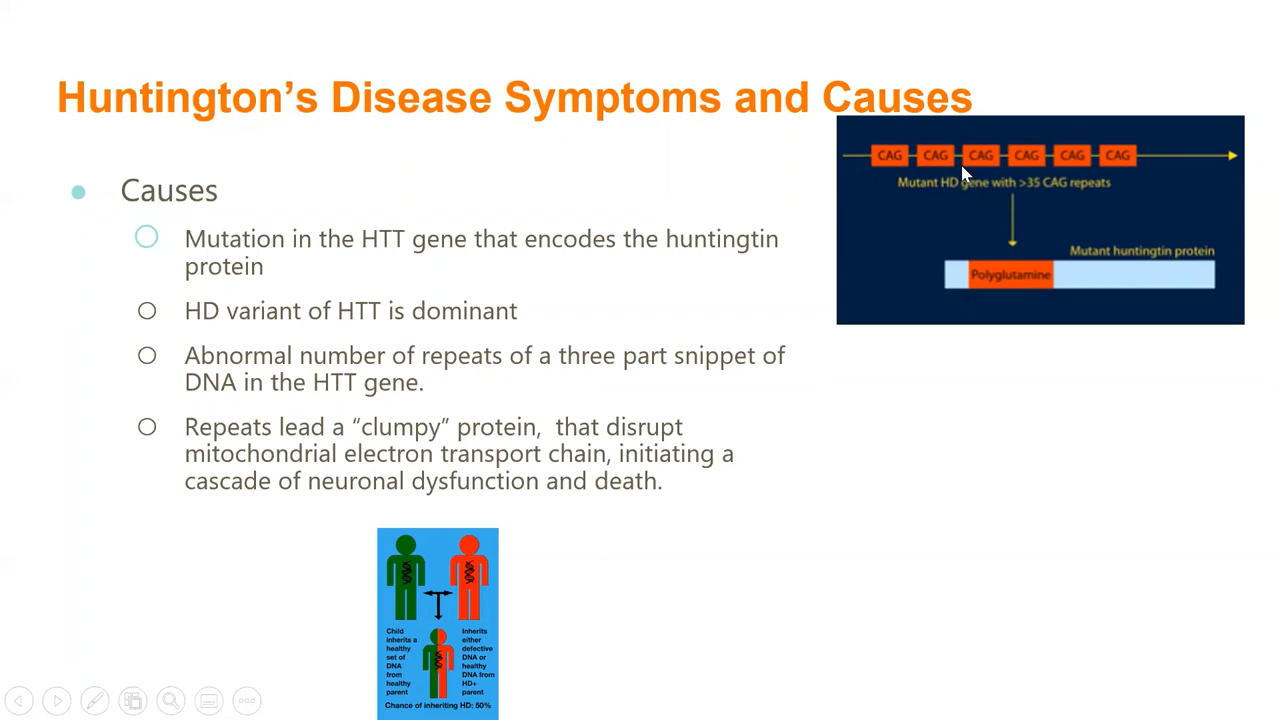 Huntington’s Disease Symptoms and Causes
Causes
Mutation in the HTT gene that encodes the huntingtin
protein
HD variant of HTT is dominant
Abnormal number of repeats of a three part snippet of
DNA in the HTT gene.
Repeats lead a “clumpy” protein,  that disrupt
mitochondrial electron transport chain, initiating a
cascade of neuronal dysfunction and death.
CAG CAG CAG CAG CAG CAG
Mutant HD gene with >35 CAG repeats
Mutant huntingtin protein
Polyglutamine
Child
inherits a
healthy
set of
DNA
from
healthy
parent
Inherits
either
defective
DNA or
healthy
DNA from
HD+
parent
Chance of inheriting HD: 50%